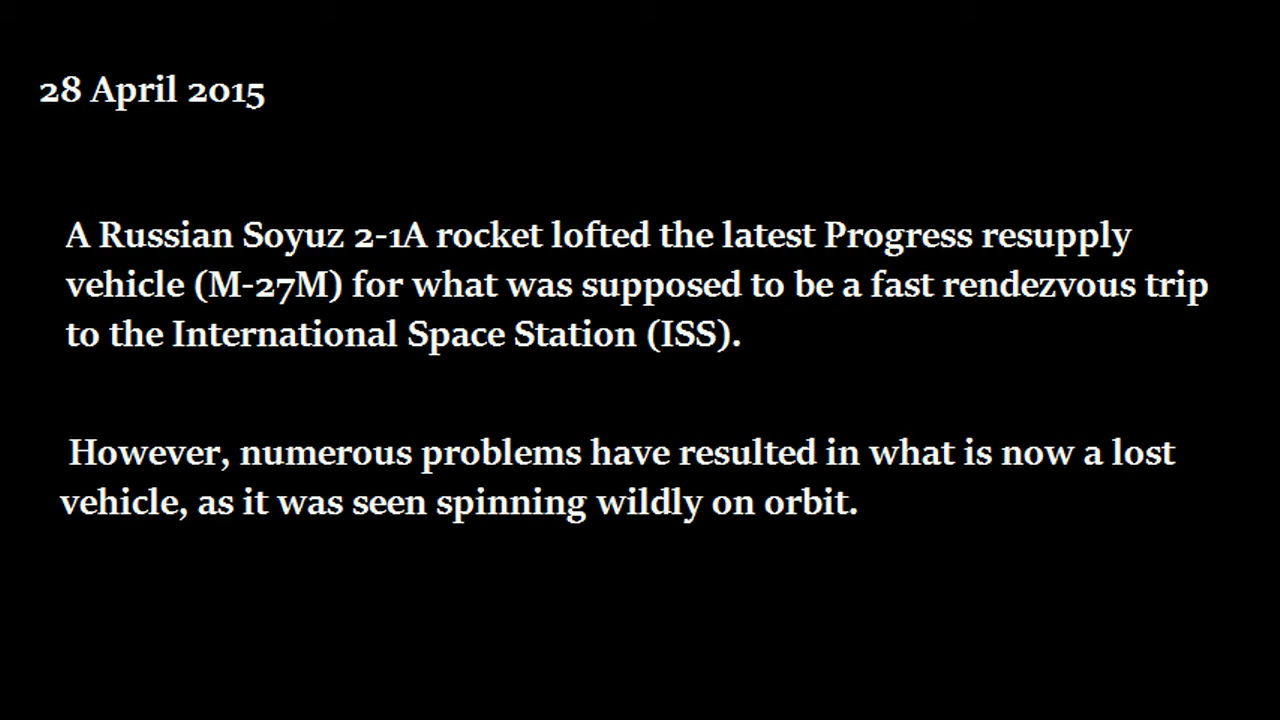 28 April 2015
A Russian Soyuz 2-1A rocket lofted the latest Progress resupply
vehicle (M-27M) for what was supposed to be a fast rendezvous trip
to the International Space Station (ISS).
However, numerous problems have resulted in what is now a lost
vehicle, as it was seen spinning wildly on orbit.